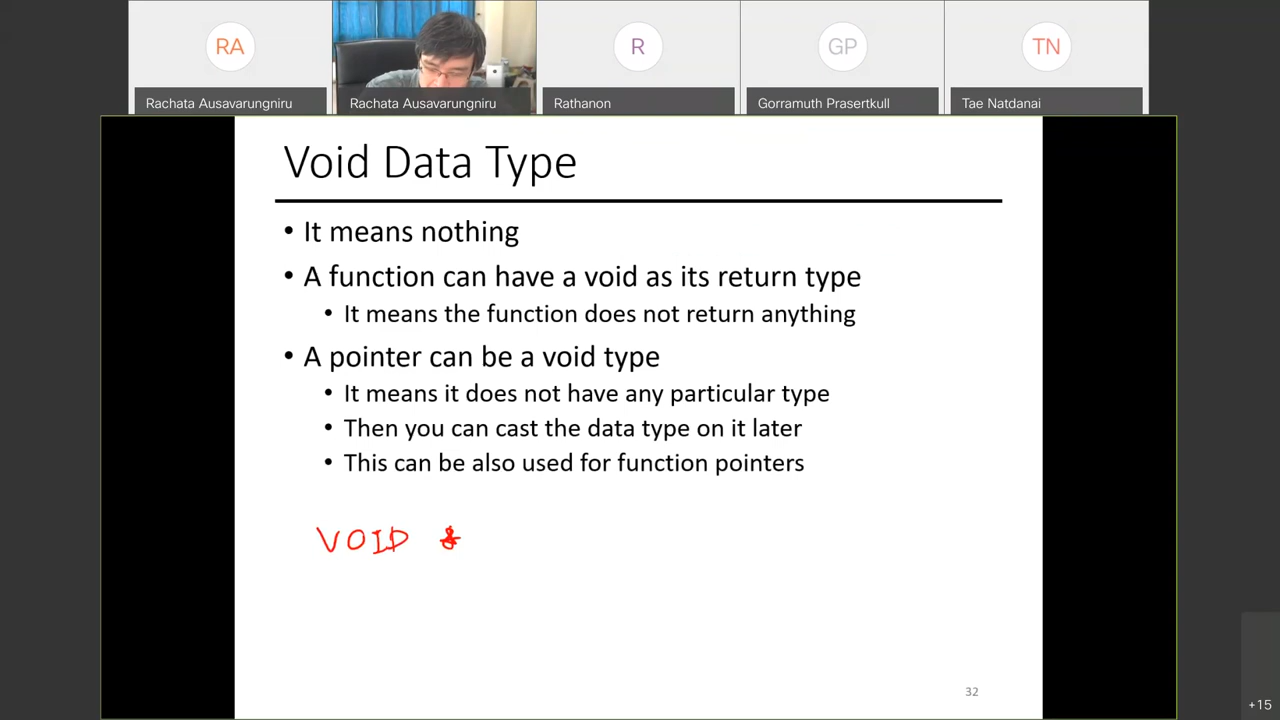 RA
R
GP
TN
Rachata Ausavarungniru
Rachata Ausavarungniru
Rathanon
Gorramuth Prasertkull
Tae Natdanai
Void Data Type
• It means nothing
• A function can have a void as its return type
• It means the function does not return anything
• A pointer can be a void type
• It means it does not have any particular type
• Then you can cast the data type on it later
• This can be also used for function pointers
VOID *
32
+15